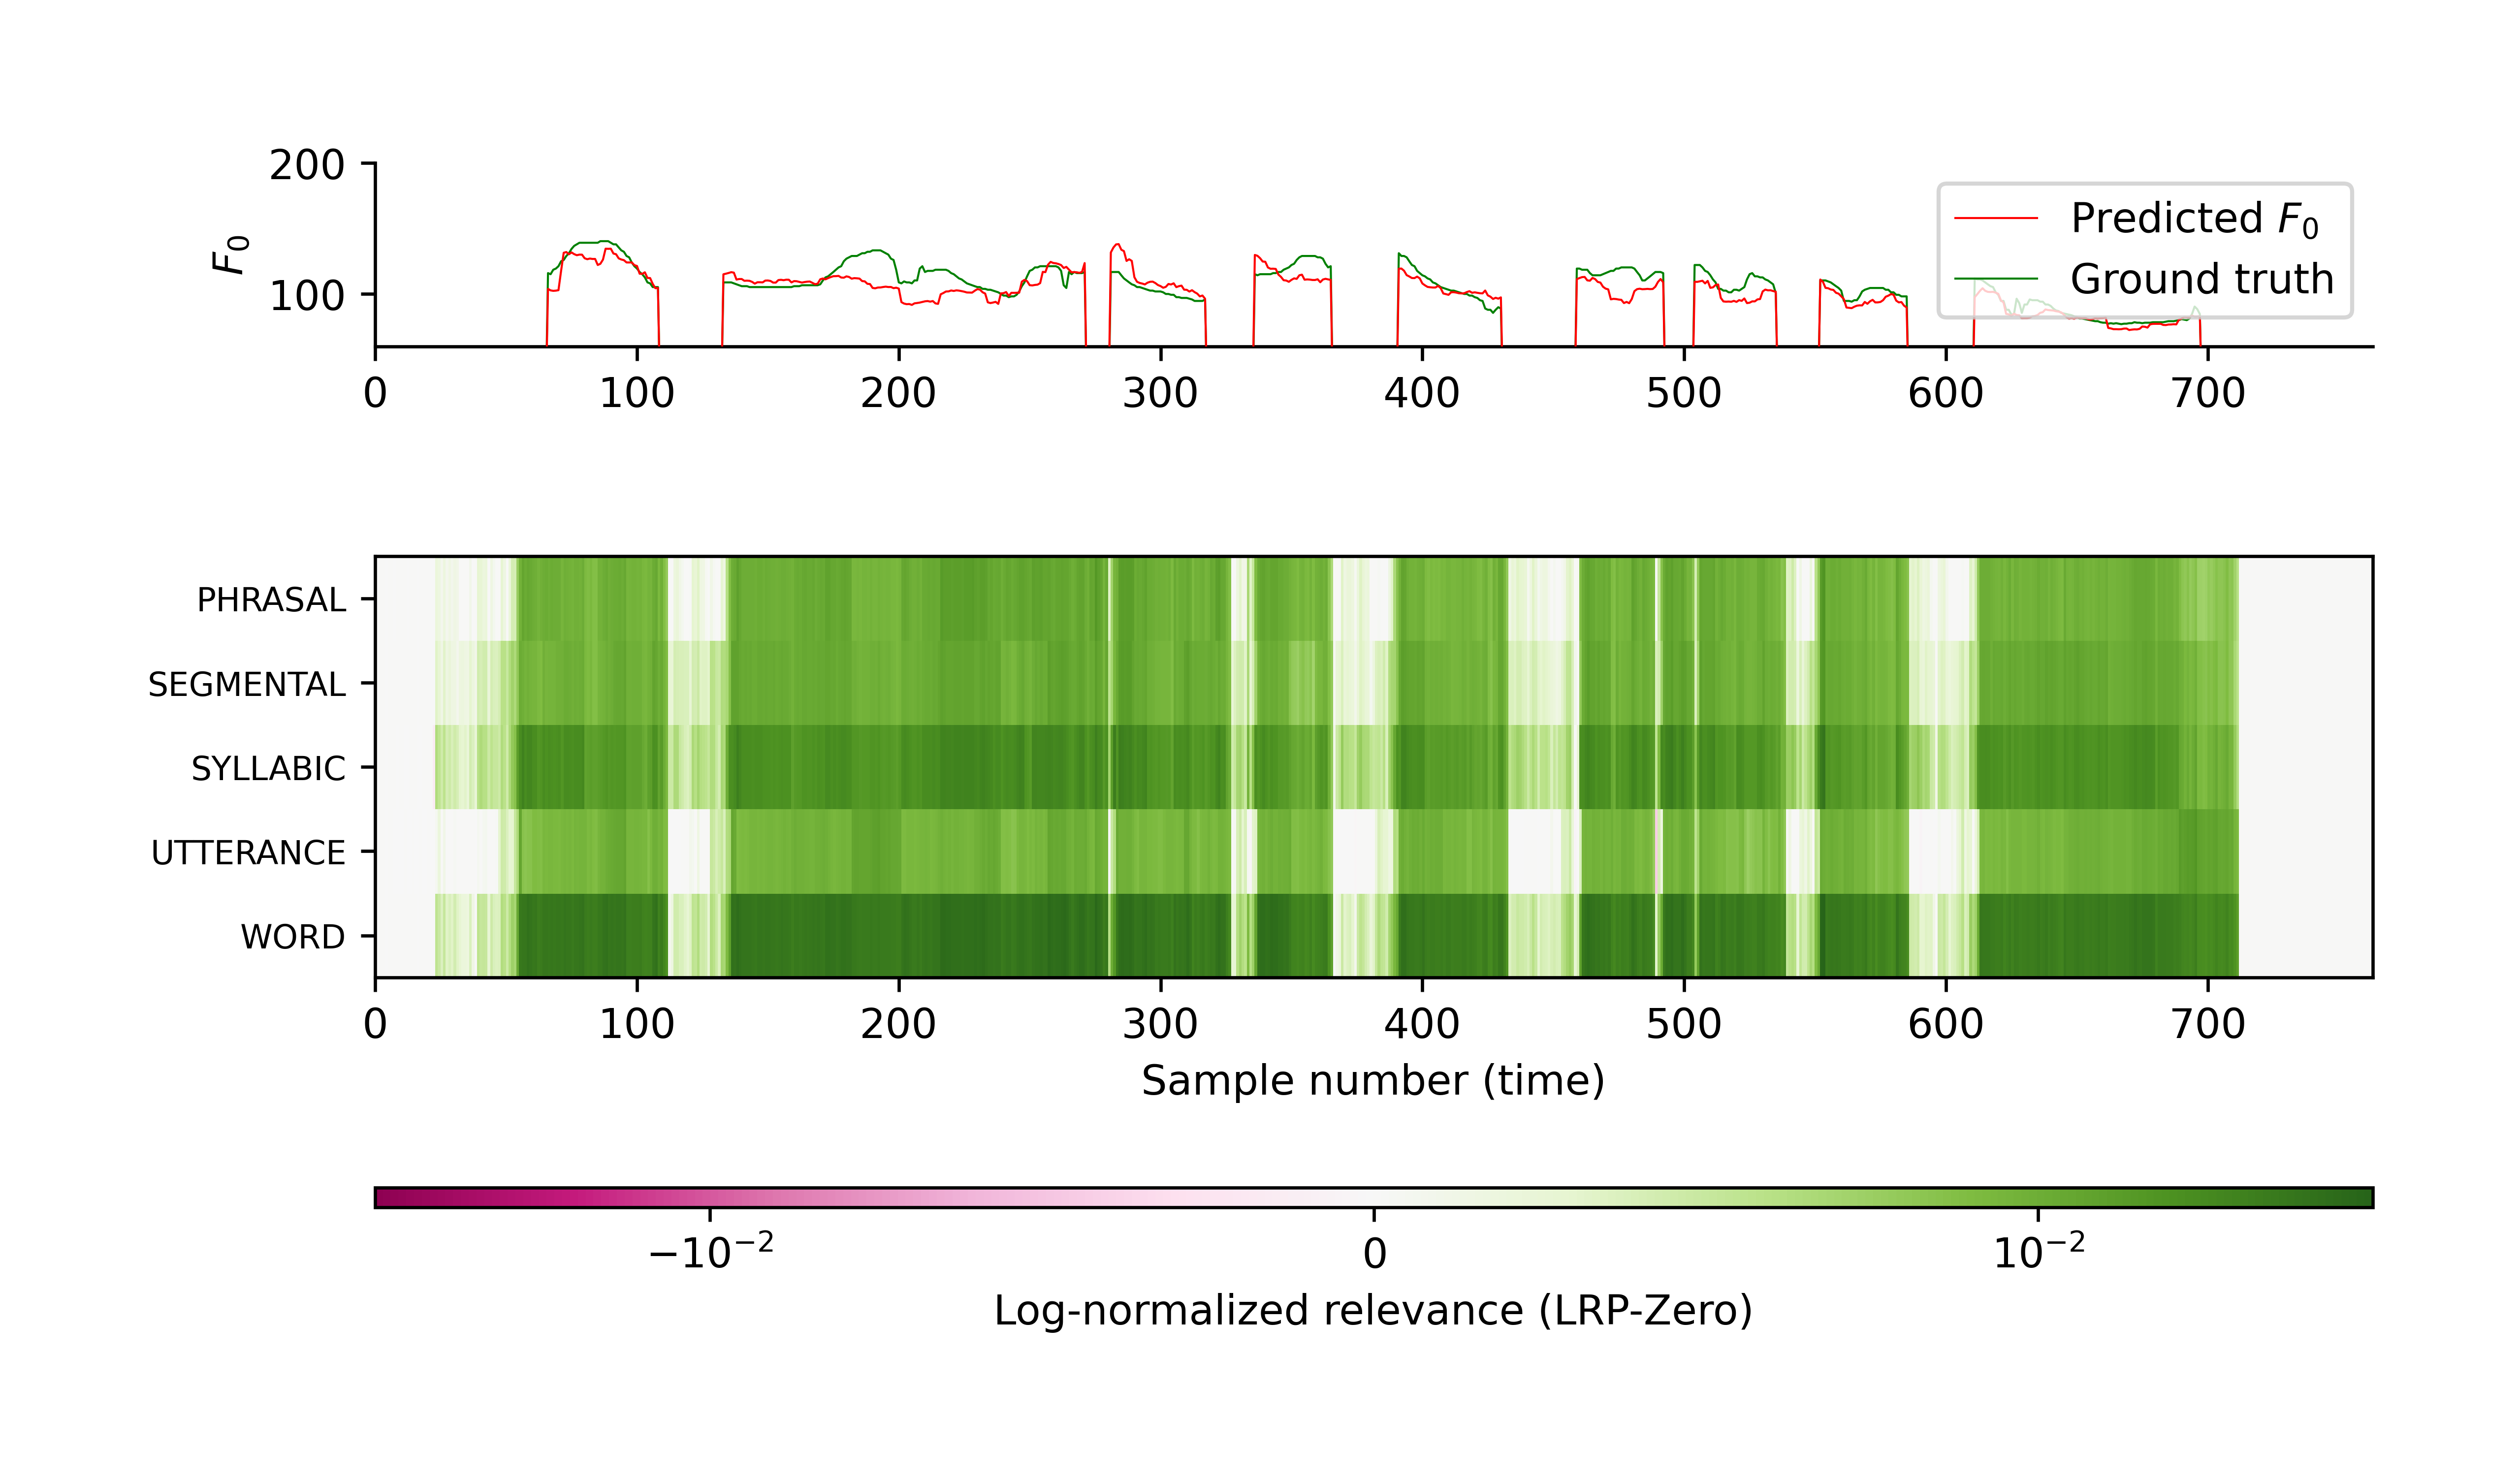 200
100
F₀
Predicted F₀
Ground truth
0 100 200 300 400 500 600 700
PHRASAL
SEGMENTAL
SYLLABIC
UTTERANCE
WORD
0 100 200 300 400 500 600 700
Sample number (time)
−10⁻² 0 10⁻²
Log-normalized relevance (LRP-Zero)